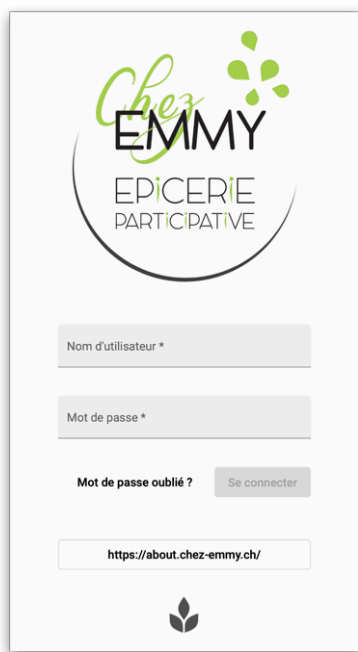 Chez
EMMY
EPiCERiE
PARTiCiPATiVE
Nom d'utilisateur *
Mot de passe *
Mot de passe oublié ? Se connecter
https://about.chez-emmy.ch/